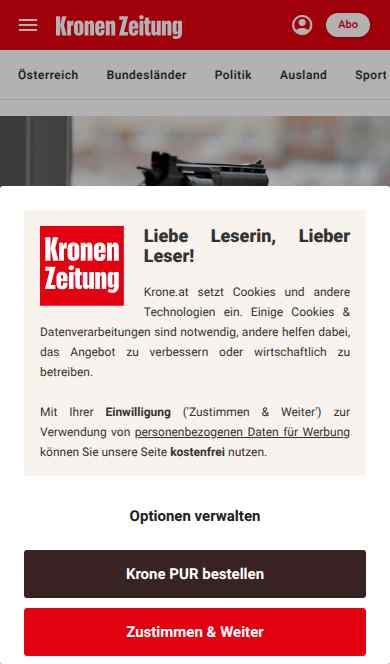 Kronen Zeitung
Abo
Österreich Bundesländer Politik Ausland Sport
Kronen
Zeitung
Liebe Leserin, Lieber
Leser!
Krone.at setzt Cookies und andere
Technologien ein. Einige Cookies &
Datenverarbeitungen sind notwendig, andere helfen dabei,
das Angebot zu verbessern oder wirtschaftlich zu
betreiben.
Mit Ihrer Einwilligung ('Zustimmen & Weiter') zur
Verwendung von personenbezogenen Daten für Werbung
können Sie unsere Seite kostenfrei nutzen.
Optionen verwalten
Krone PUR bestellen
Zustimmen & Weiter